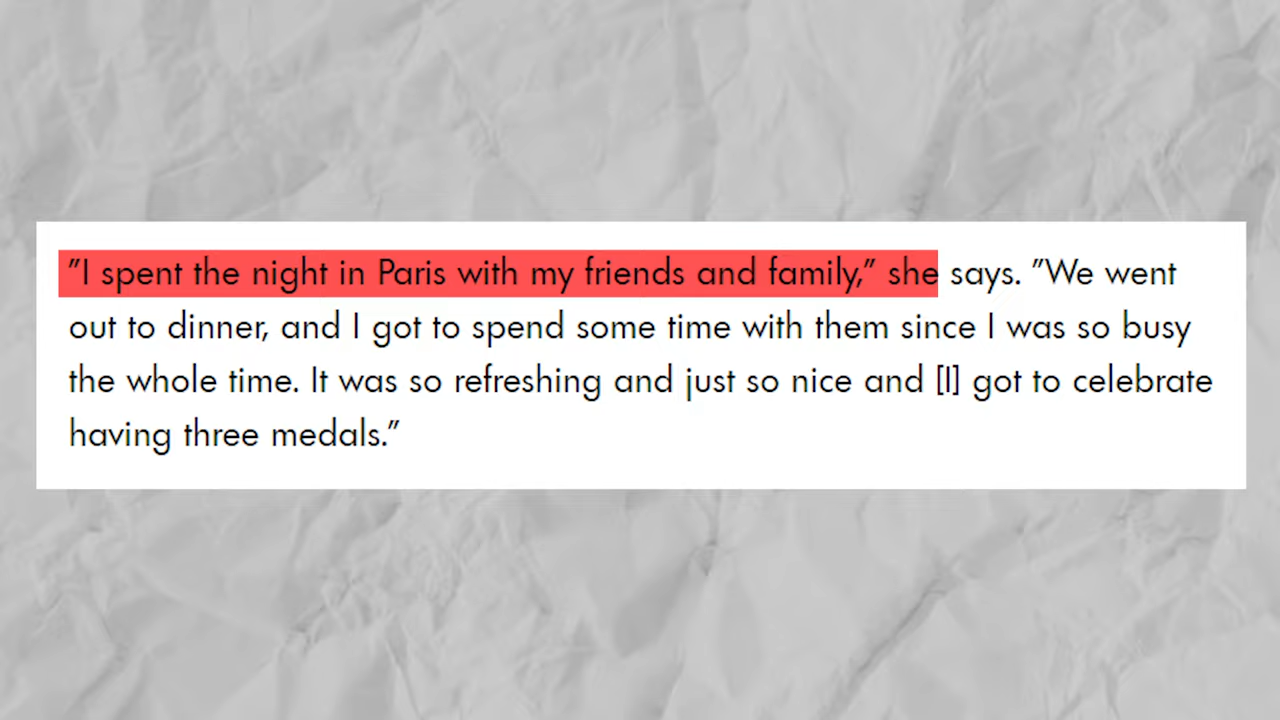 "I spent the night in Paris with my friends and family," she says. "We went
out to dinner, and I got to spend some time with them since I was so busy
the whole time. It was so refreshing and just so nice and [I] got to celebrate
having three medals."